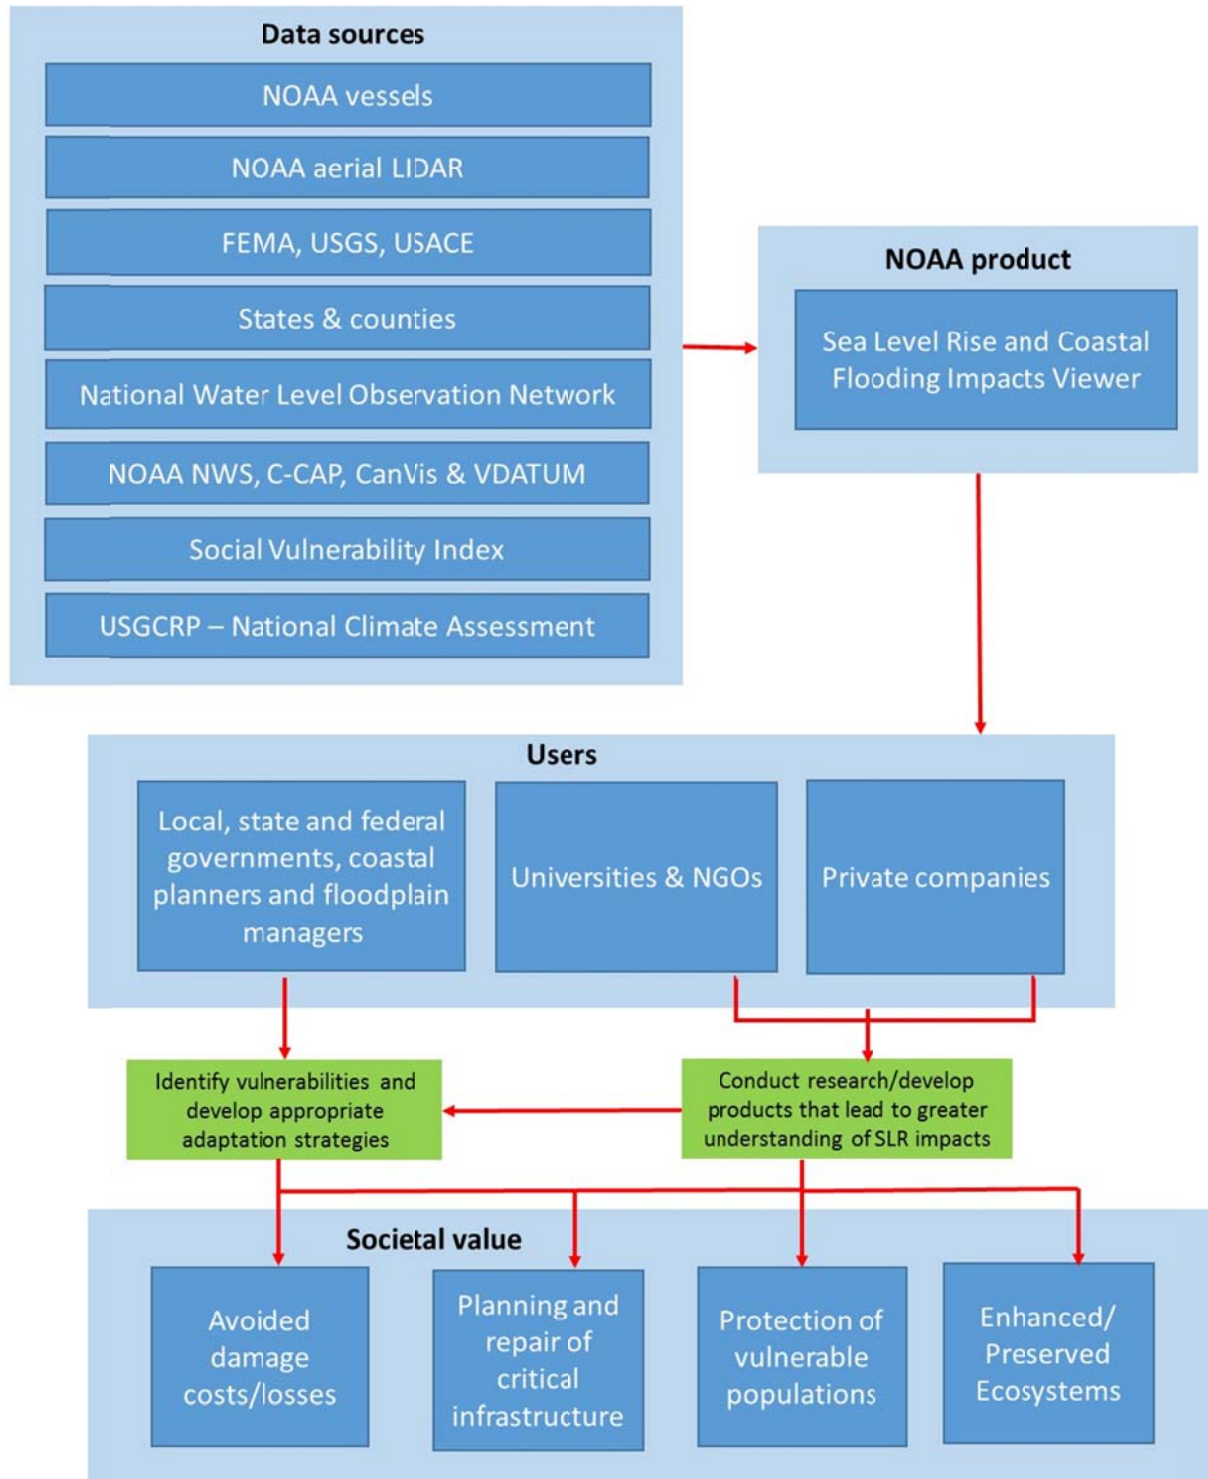 Data sources
NOAA vessels
NOAA aerial LIDAR
FEMA, USGS, USACE
States & counties
National Water Level Observation Network
NOAA NWS, C-CAP, CanVis & VDATUM
Social Vulnerability Index
USGCRP – National Climate Assessment
NOAA product
Sea Level Rise and Coastal
Flooding Impacts Viewer
Users
Local, state and federal
governments, coastal
planners and floodplain
managers
Universities & NGOs
Private companies
Identify vulnerabilities and
develop appropriate
adaptation strategies
Conduct research/develop
products that lead to greater
understanding of SLR impacts
Societal value
Avoided
damage
costs/losses
Planning and
repair of
critical
infrastructure
Protection of
vulnerable
populations
Enhanced/
Preserved
Ecosystems